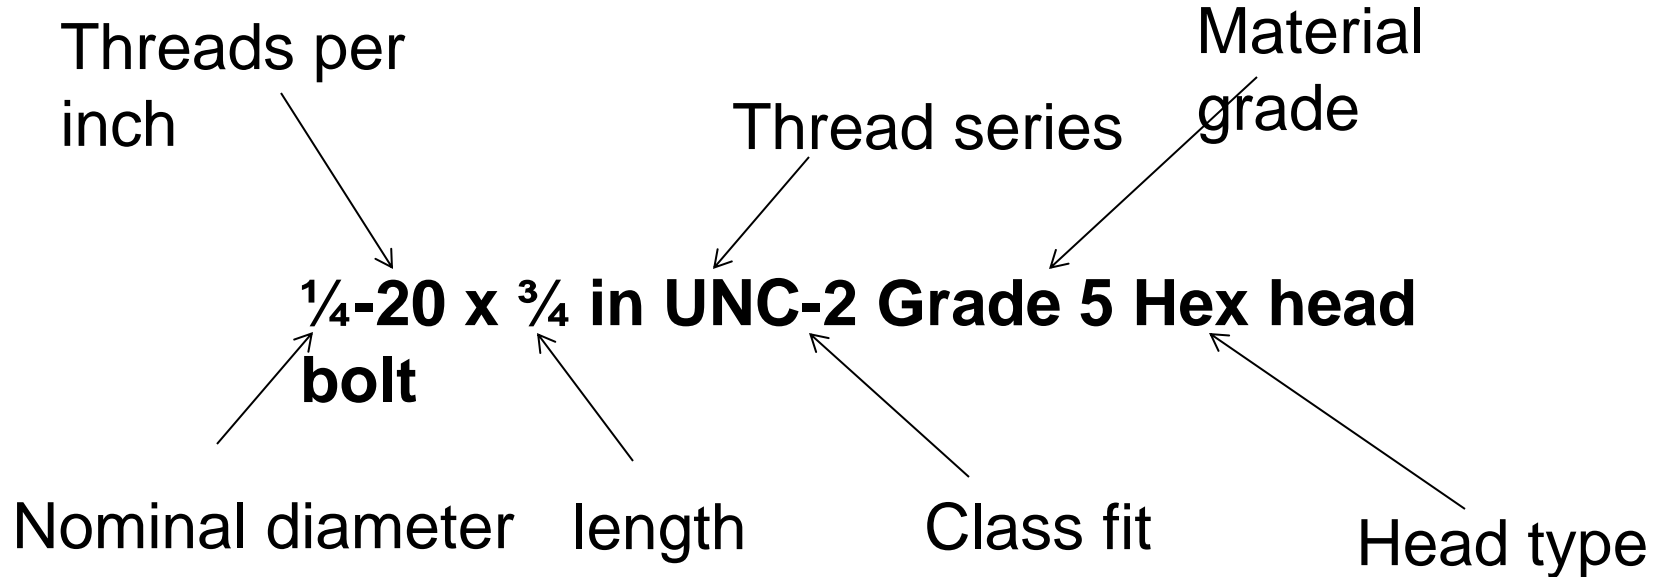 Threads per
inch
Material
grade
Thread series
¼-20 x ¾ in UNC-2 Grade 5 Hex head
bolt
Nominal diameter
length
Class fit
Head type